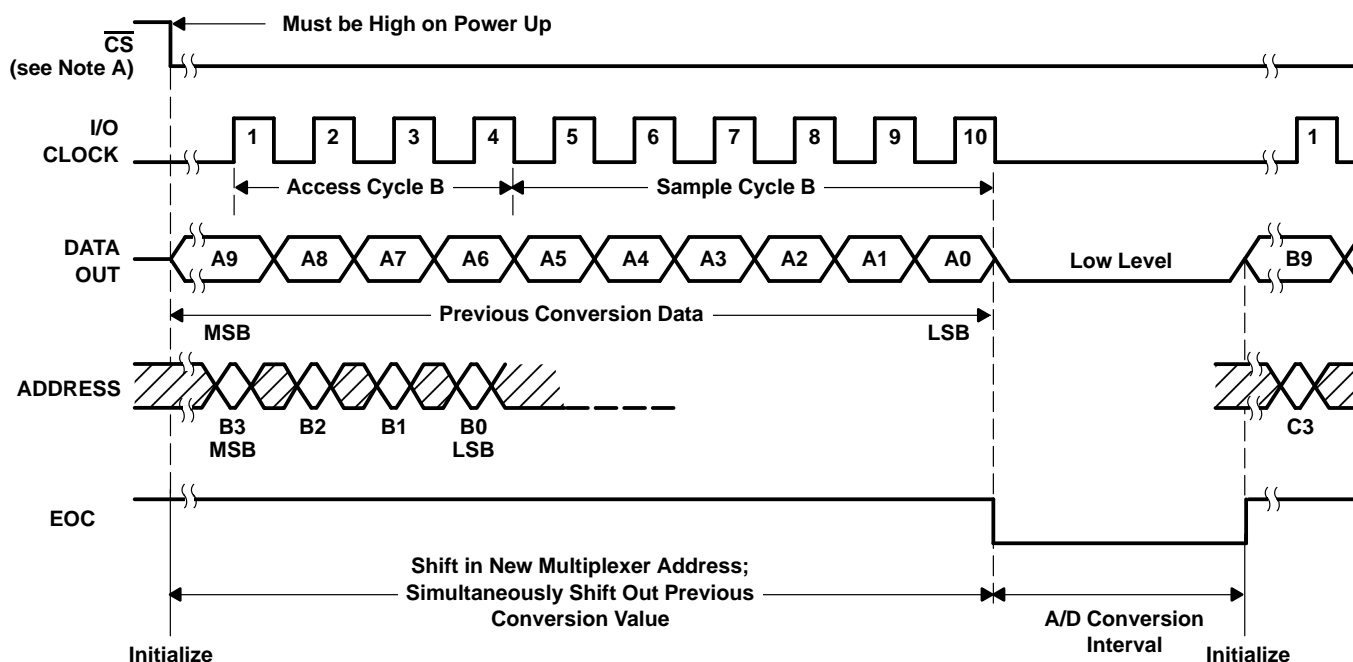 Must be High on Power Up
CS
(see Note A)
I/O
CLOCK
1 2 3 4 5 6 7 8 9 10 1
Access Cycle B
Sample Cycle B
DATA
OUT
A9 A8 A7 A6 A5 A4 A3 A2 A1 A0
Low Level
B9
Previous Conversion Data
MSB
LSB
ADDRESS
B3 B2 B1 B0
MSB
LSB
C3
EOC
Shift in New Multiplexer Address;
Simultaneously Shift Out Previous
Conversion Value
A/D Conversion
Interval
Initialize
Initialize